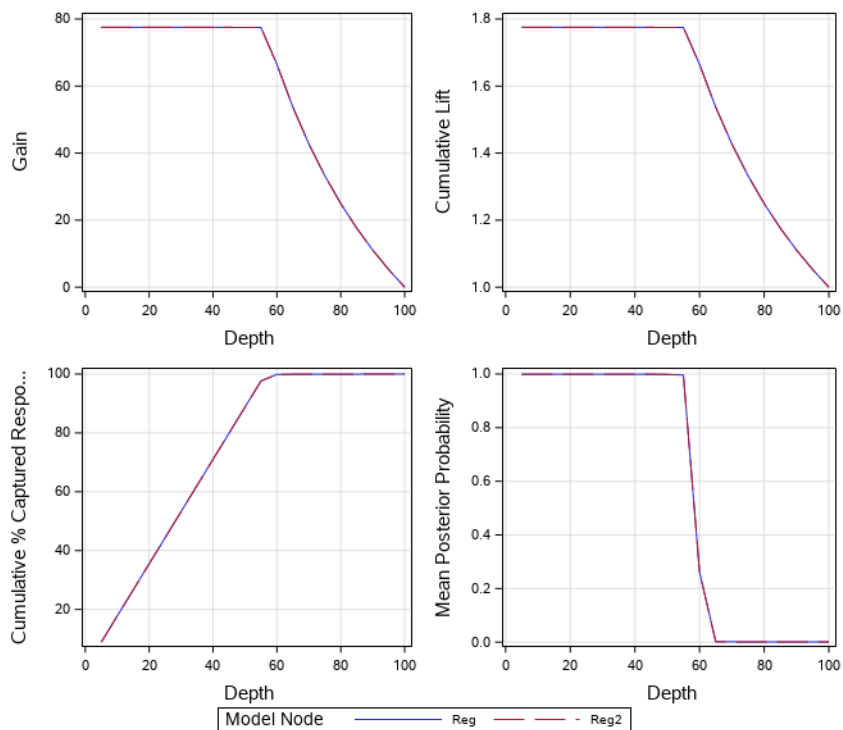 80
60
40
20
0
Gain
0 20 40 60 80 100
Depth
1.8
1.6
1.4
1.2
1.0
Cumulative Lift
0 20 40 60 80 100
Depth
100
80
60
40
20
Cumulative % Captured Respo...
0 20 40 60 80 100
Depth
1.0
0.8
0.6
0.4
0.2
0.0
Mean Posterior Probability
0 20 40 60 80 100
Depth
Model Node Reg Reg2